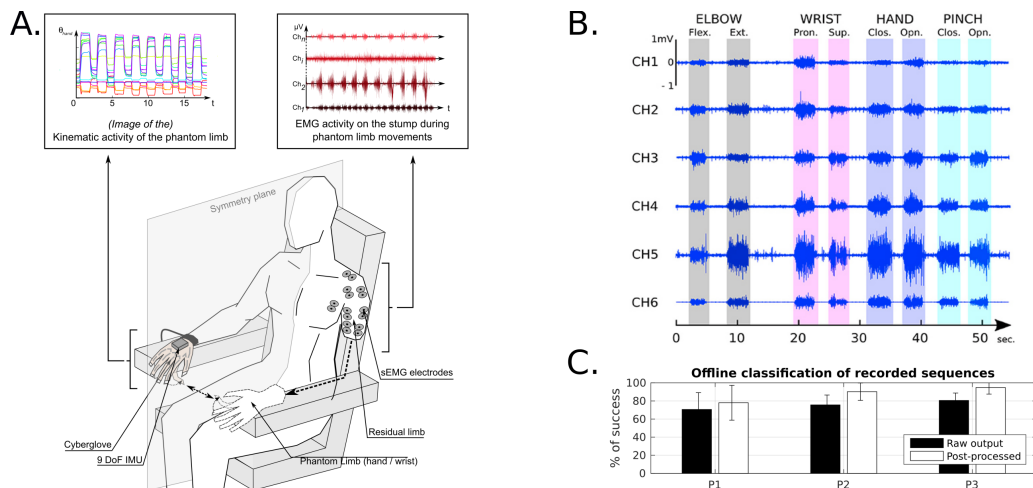 A.
θhand
0 5 10 15 t
(Image of the)
Kinematic activity of the phantom limb
μV
Chn
Chi
Ch2
Ch1
t
EMG activity on the stump during
phantom limb movements
Symmetry plane
sEMG electrodes
Residual limb
Cyberglove
9 DoF IMU
Phantom Limb (hand / wrist)
B.
ELBOW WRIST HAND PINCH
Flex. Ext. Pron. Sup. Clos. Opn. Clos. Opn.
1mV
CH1 0
- 1
CH2
CH3
CH4
CH5
CH6
0 10 20 30 40 50 sec.
C.
Offline classification of recorded sequences
% of success
100
80
60
40
20
0
Raw output
Post-processed
P1 P2 P3